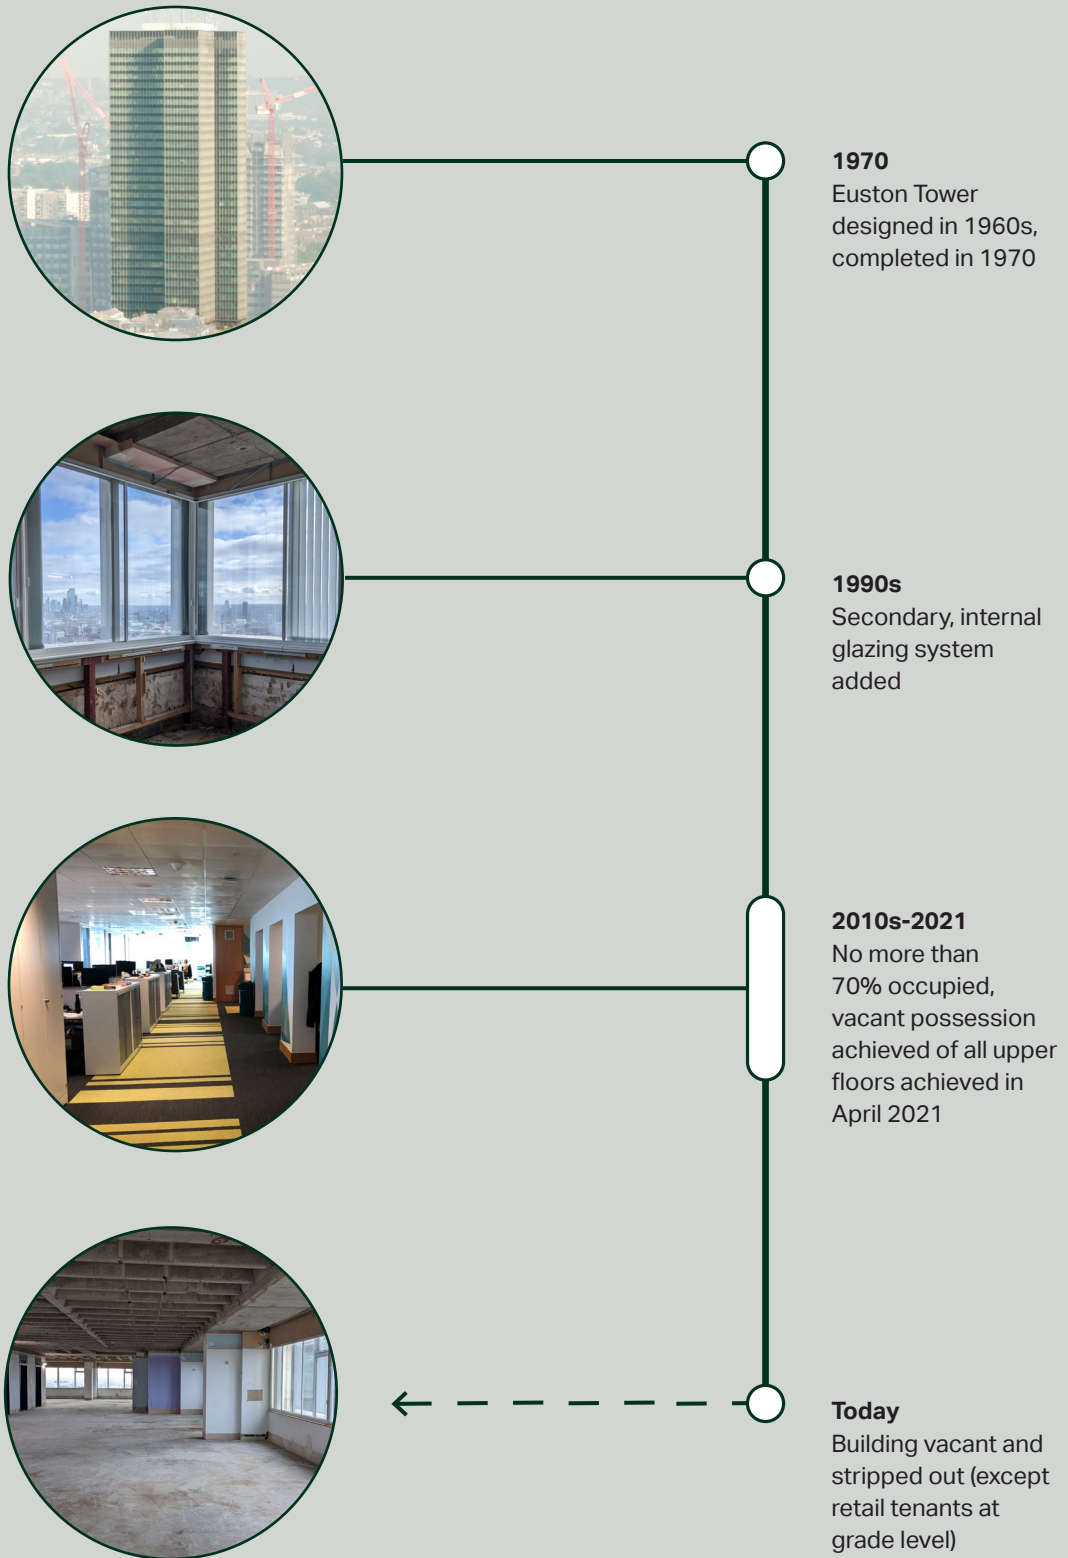 1970
Euston Tower
designed in 1960s,
completed in 1970
1990s
Secondary, internal
glazing system
added
2010s-2021
No more than
70% occupied,
vacant possession
achieved of all upper
floors achieved in
April 2021
Today
Building vacant and
stripped out (except
retail tenants at
grade level)